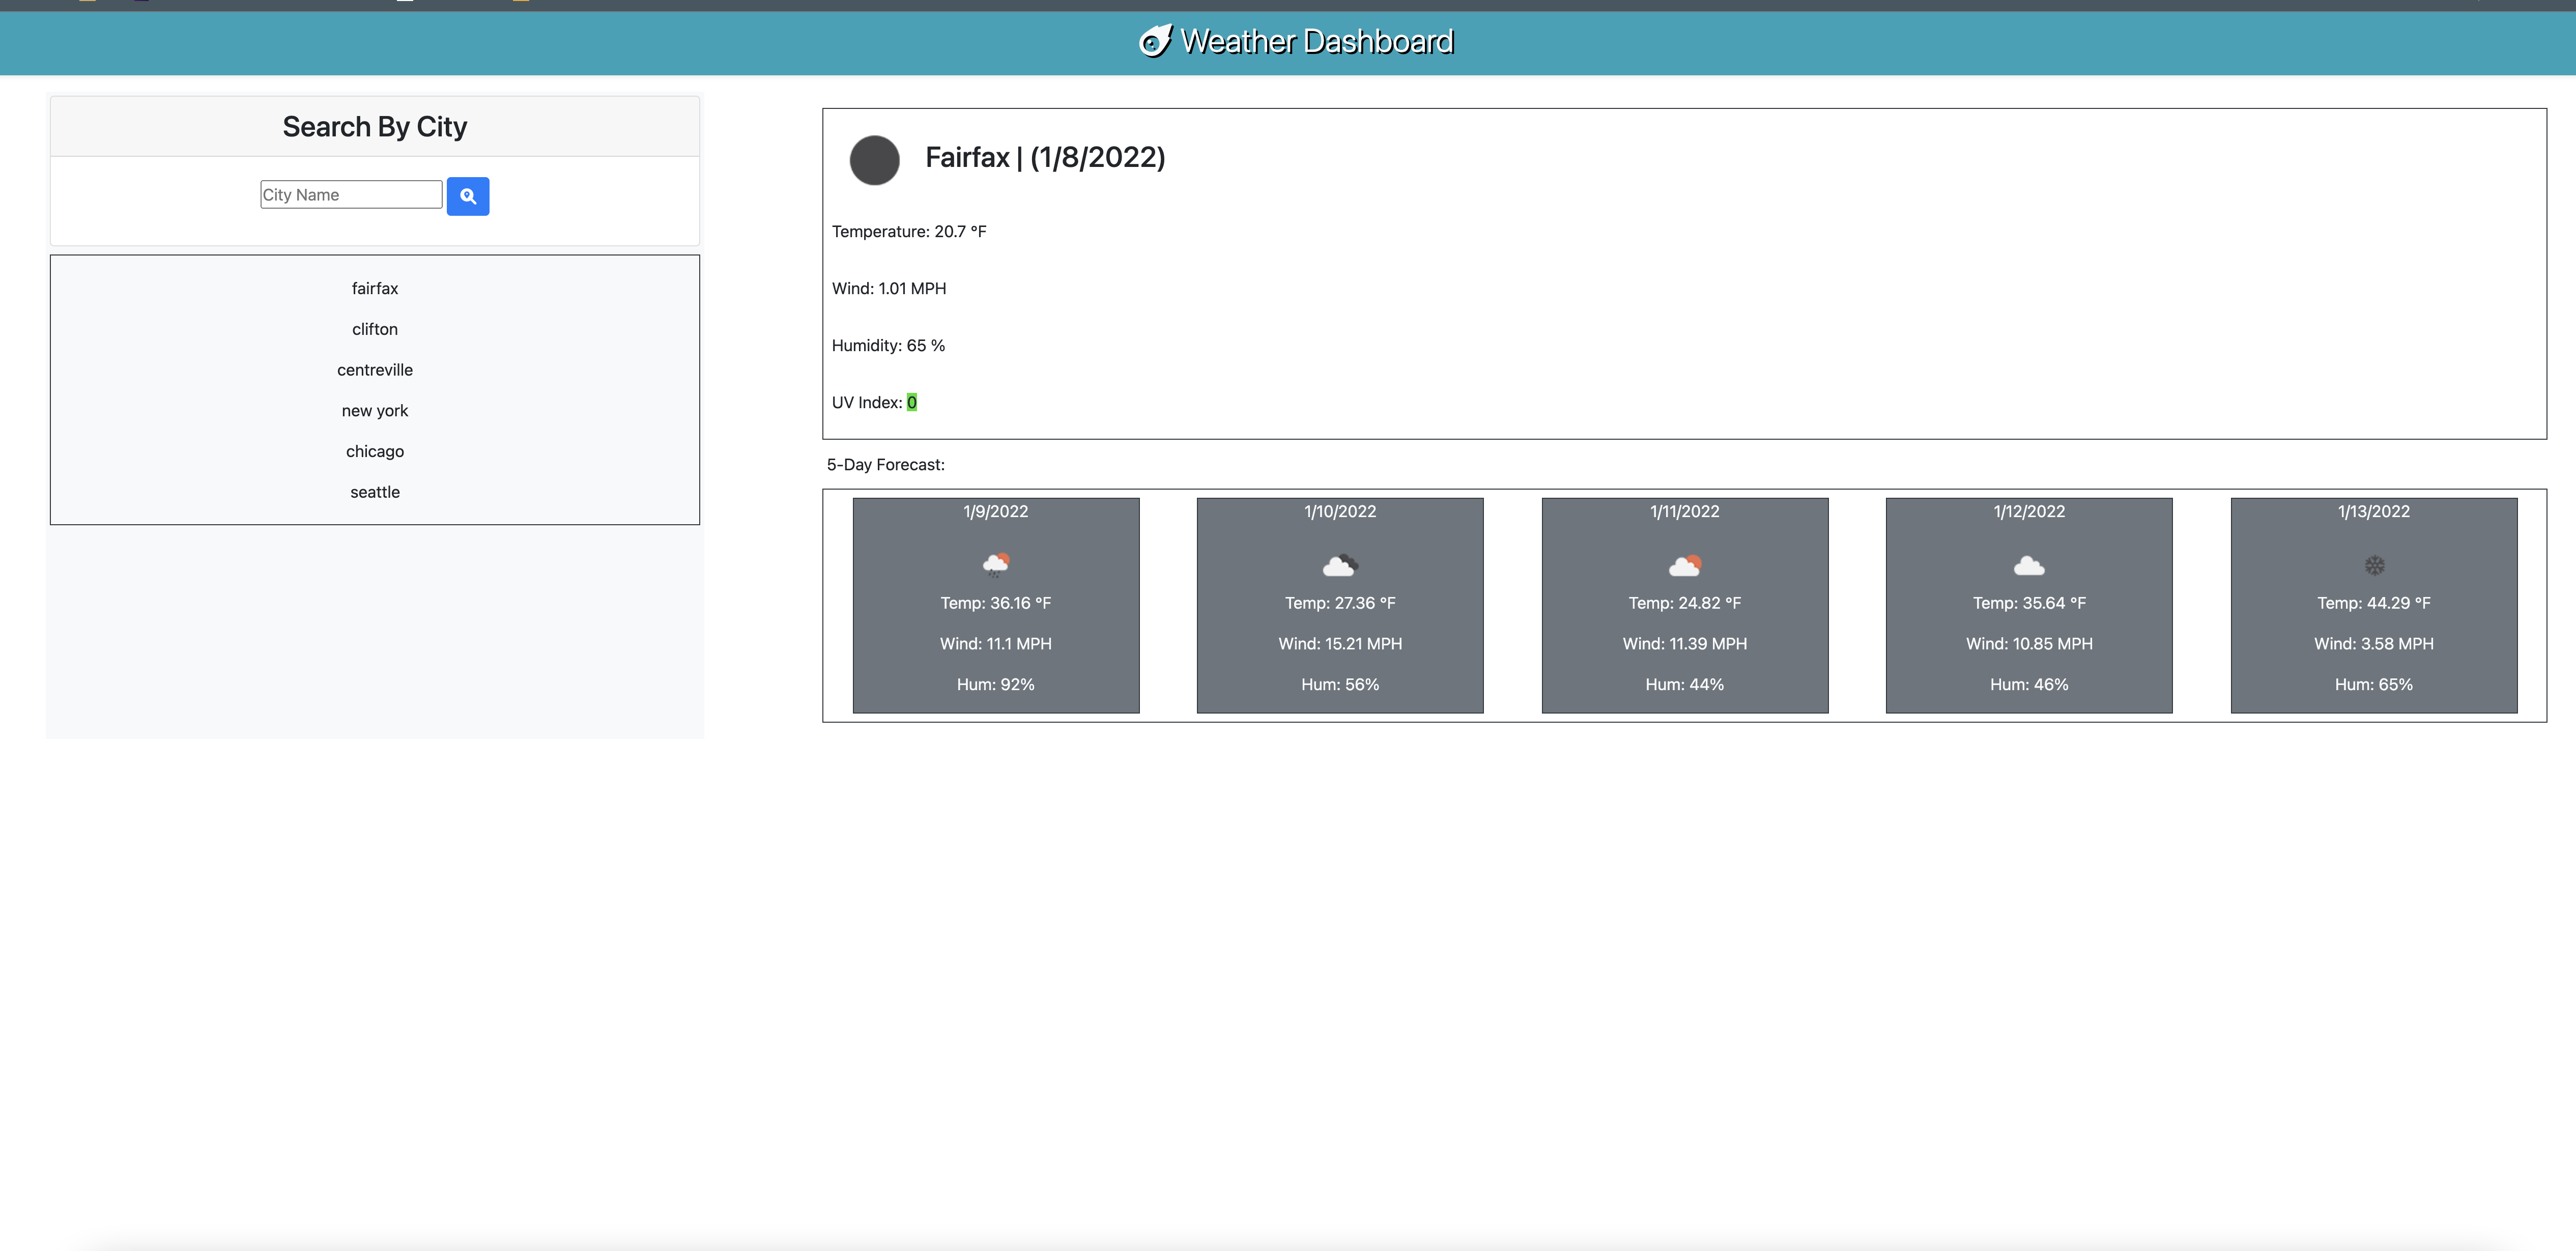 Weather Dashboard
Search By City
City Name
fairfax
clifton
centreville
new york
chicago
seattle
Fairfax | (1/8/2022)
Temperature: 20.7 °F
Wind: 1.01 MPH
Humidity: 65 %
UV Index: 0
5-Day Forecast:
1/9/2022
Temp: 36.16 °F
Wind: 11.1 MPH
Hum: 92%
1/10/2022
Temp: 27.36 °F
Wind: 15.21 MPH
Hum: 56%
1/11/2022
Temp: 24.82 °F
Wind: 11.39 MPH
Hum: 44%
1/12/2022
Temp: 35.64 °F
Wind: 10.85 MPH
Hum: 46%
1/13/2022
Temp: 44.29 °F
Wind: 3.58 MPH
Hum: 65%